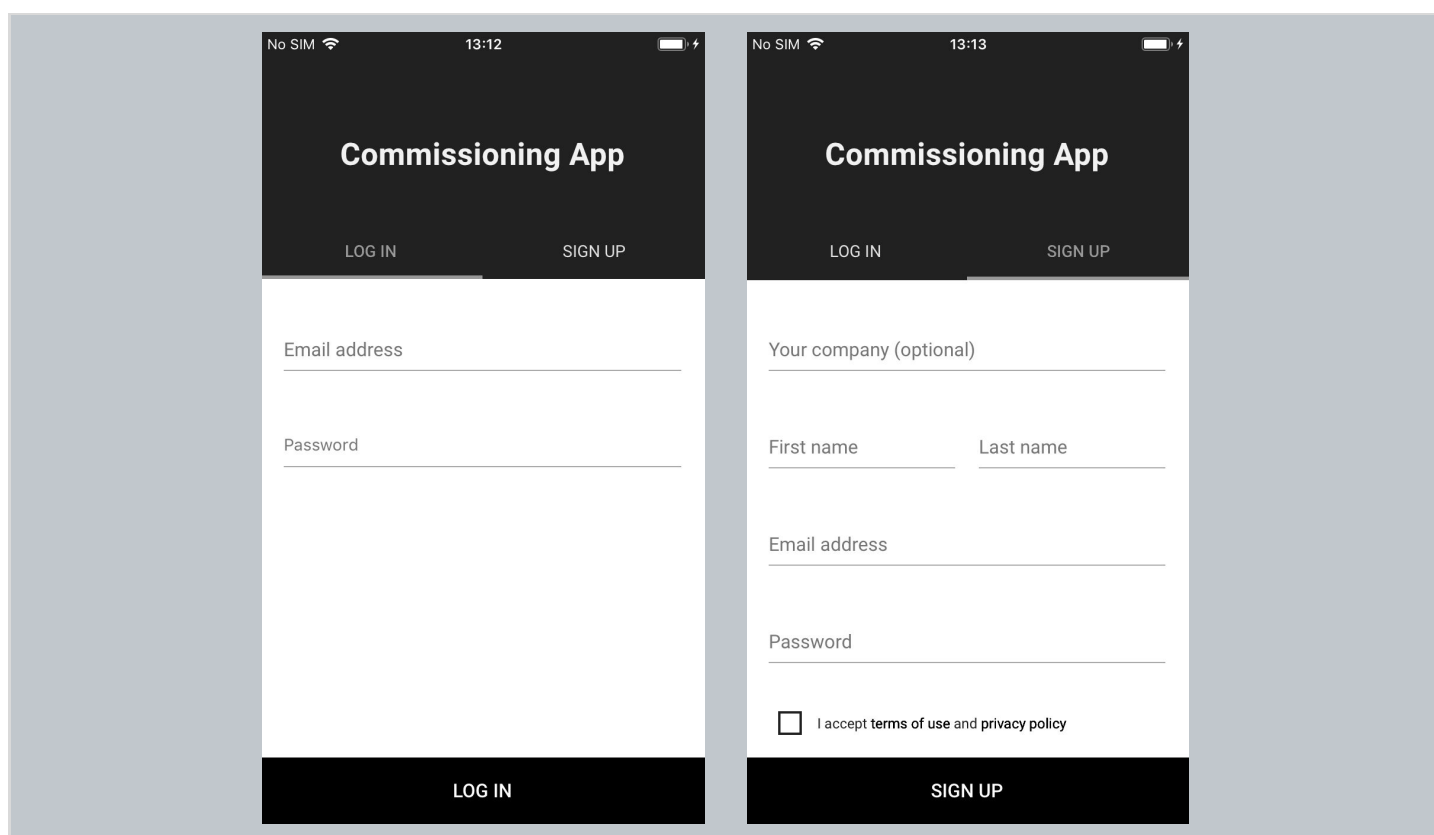 No SIM 13:12
Commissioning App
LOG IN SIGN UP
Email address
Password
LOG IN
No SIM 13:13
Commissioning App
LOG IN SIGN UP
Your company (optional)
First name Last name
Email address
Password
I accept terms of use and privacy policy
SIGN UP